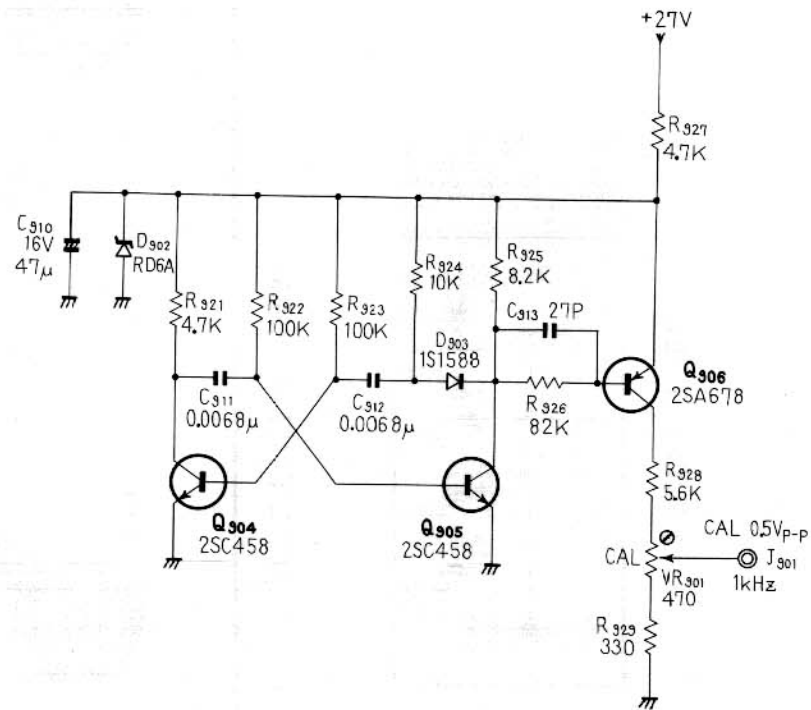 +27V
R927
4.7K
C910
16V
47μ
D902
RD6A
R921
4.7K
R922
100K
R923
100K
R924
10K
R925
8.2K
C913 27P
D903
1S1588
C911
0.0068μ
C912
0.0068μ
R926
82K
Q906
2SA678
Q904
2SC458
Q905
2SC458
R928
5.6K
CAL 0.5VP-P
CAL
J901
VR901
470
1kHz
R929
330